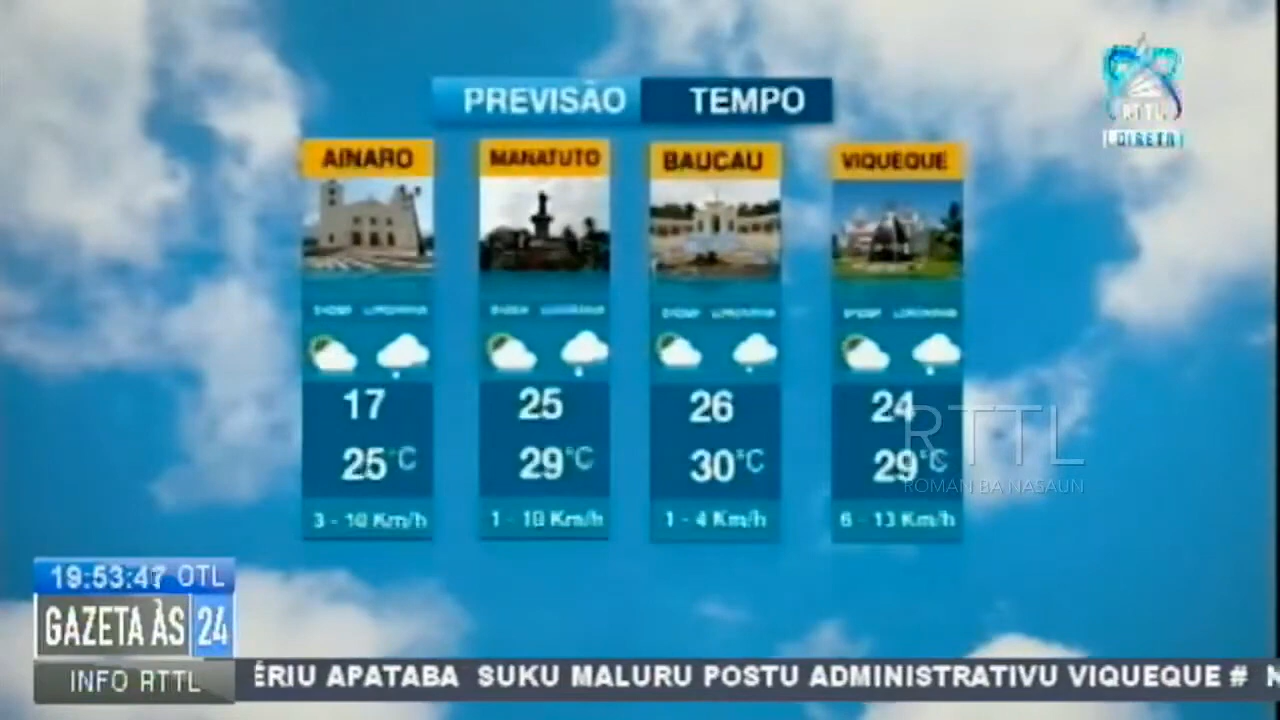 PREVISÃO TEMPO
RTTL
DIRETA
AINARO
MANATUTO
BAUCAU
VIQUEQUE
17
25
26
24
25 °C
29 °C
30 °C
29 °C
3 - 10 Km/h
1 - 10 Km/h
1 - 4 Km/h
6 - 13 Km/h
RTTL
ROMAN BA NASAUN
19:53:47 OTL
GAZETA ÀS 24
INFO RTTL
ÉRIU APATABA SUKU MALURU POSTU ADMINISTRATIVU VIQUEQUE # N